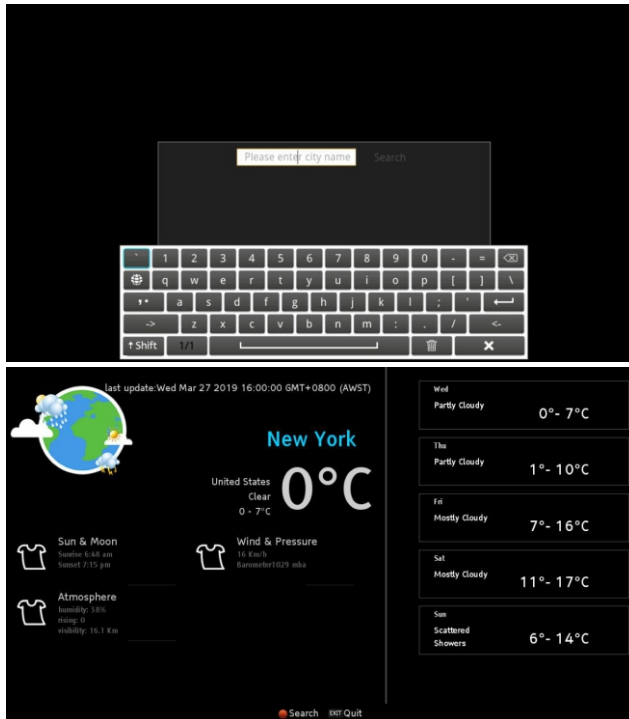 Please enter city name Search
` 1 2 3 4 5 6 7 8 9 0 - =
q w e r t y u i o p [ ] \
a s d f g h j k l ; '
-> z x c v b n m : . / <-
↑ Shift 1/1
last update:Wed Mar 27 2019 16:00:00 GMT+0800 (AWST)
New York
United States
Clear
0 - 7°C
0°C
Sun & Moon
Sunrise 6:48 am
Sunset 7:15 pm
Wind & Pressure
16 Km/h
Barometer1029 mba
Atmosphere
humidity: 38%
rising: 0
visibility: 16.1 Km
Wed
Partly Cloudy
0°- 7°C
Thu
Partly Cloudy
1°- 10°C
Fri
Mostly Cloudy
7°- 16°C
Sat
Mostly Cloudy
11°- 17°C
Sun
Scattered
Showers
6°- 14°C
Search EXIT Quit